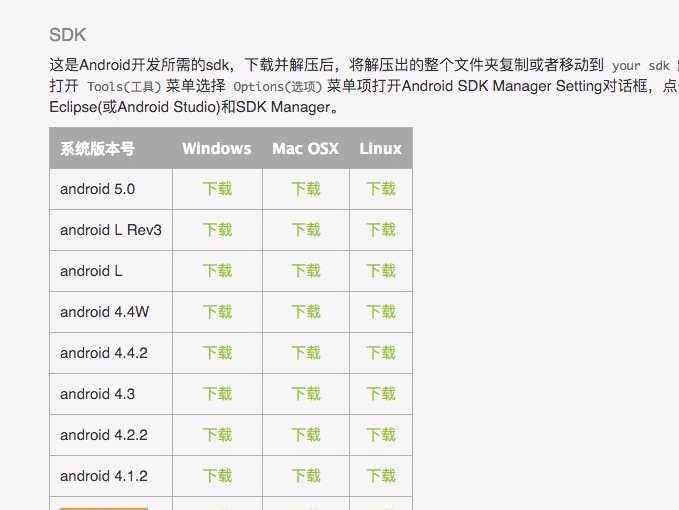 SDK
这是Android开发所需的sdk，下载并解压后，将解压出的整个文件夹复制或者移动到 your sdk
打开 Tools(工具) 菜单选择 Options(选项) 菜单项打开Android SDK Manager Setting对话框，点
Eclipse(或Android Studio)和SDK Manager。
系统版本号 Windows Mac OSX Linux
android 5.0 下载 下载 下载
android L Rev3 下载 下载 下载
android L 下载 下载 下载
android 4.4W 下载 下载 下载
android 4.4.2 下载 下载 下载
android 4.3 下载 下载 下载
android 4.2.2 下载 下载 下载
android 4.1.2 下载 下载 下载